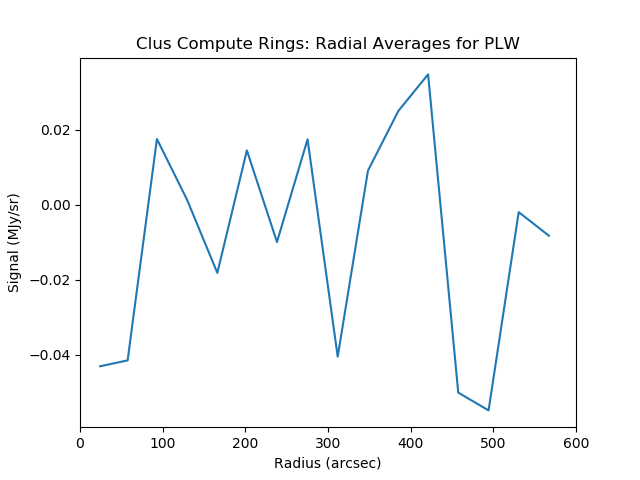 Clus Compute Rings: Radial Averages for PLW
Signal (MJy/sr)
0.02
0.00
−0.02
−0.04
0 100 200 300 400 500 600
Radius (arcsec)